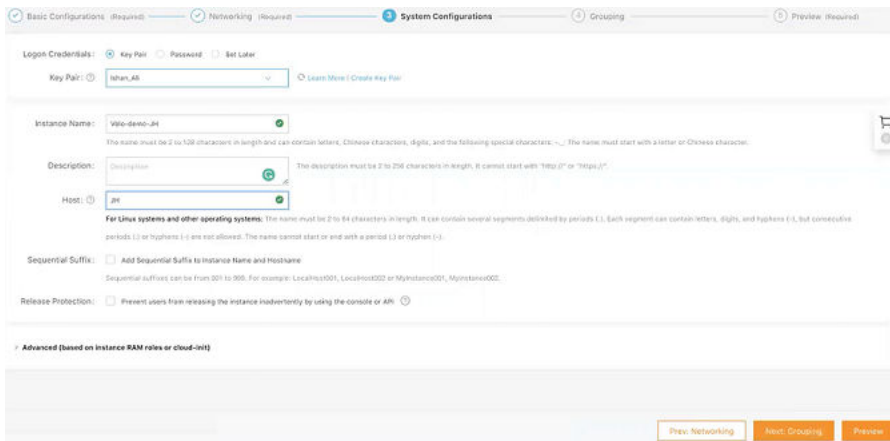 Basic Configurations (Required) Networking (Required) 3 System Configurations 4 Grouping 5 Preview (Required)
Logon Credentials: Key Pair Password Set Later
Key Pair: Ishan_Ali Learn More | Create Key Pair
Instance Name: Velo-demo-JH
The name must be 2 to 128 characters in length and can contain letters, Chinese characters, digits, and the following special characters: -._: The name must start with a letter or Chinese character.
Description: Description The description must be 2 to 256 characters in length. It cannot start with "http://" or "https://".
Host: JH
For Linux systems and other operating systems: The name must be 2 to 64 characters in length. It can contain several segments delimited by periods (.). Each segment can contain letters, digits, and hyphens (-), but consecutive
periods (.) or hyphens (-) are not allowed. The name cannot start or end with a period (.) or hyphen (-).
Sequential Suffix: Add Sequential Suffix to Instance Name and Hostname
Sequential suffixes can be from 001 to 999. For example: LocalHost001, LocalHost002 or MyInstance001, MyInstance002.
Release Protection: Prevent users from releasing the instance inadvertently by using the console or API
Advanced (based on instance RAM roles or cloud-init)
Prev: Networking Next: Grouping Preview